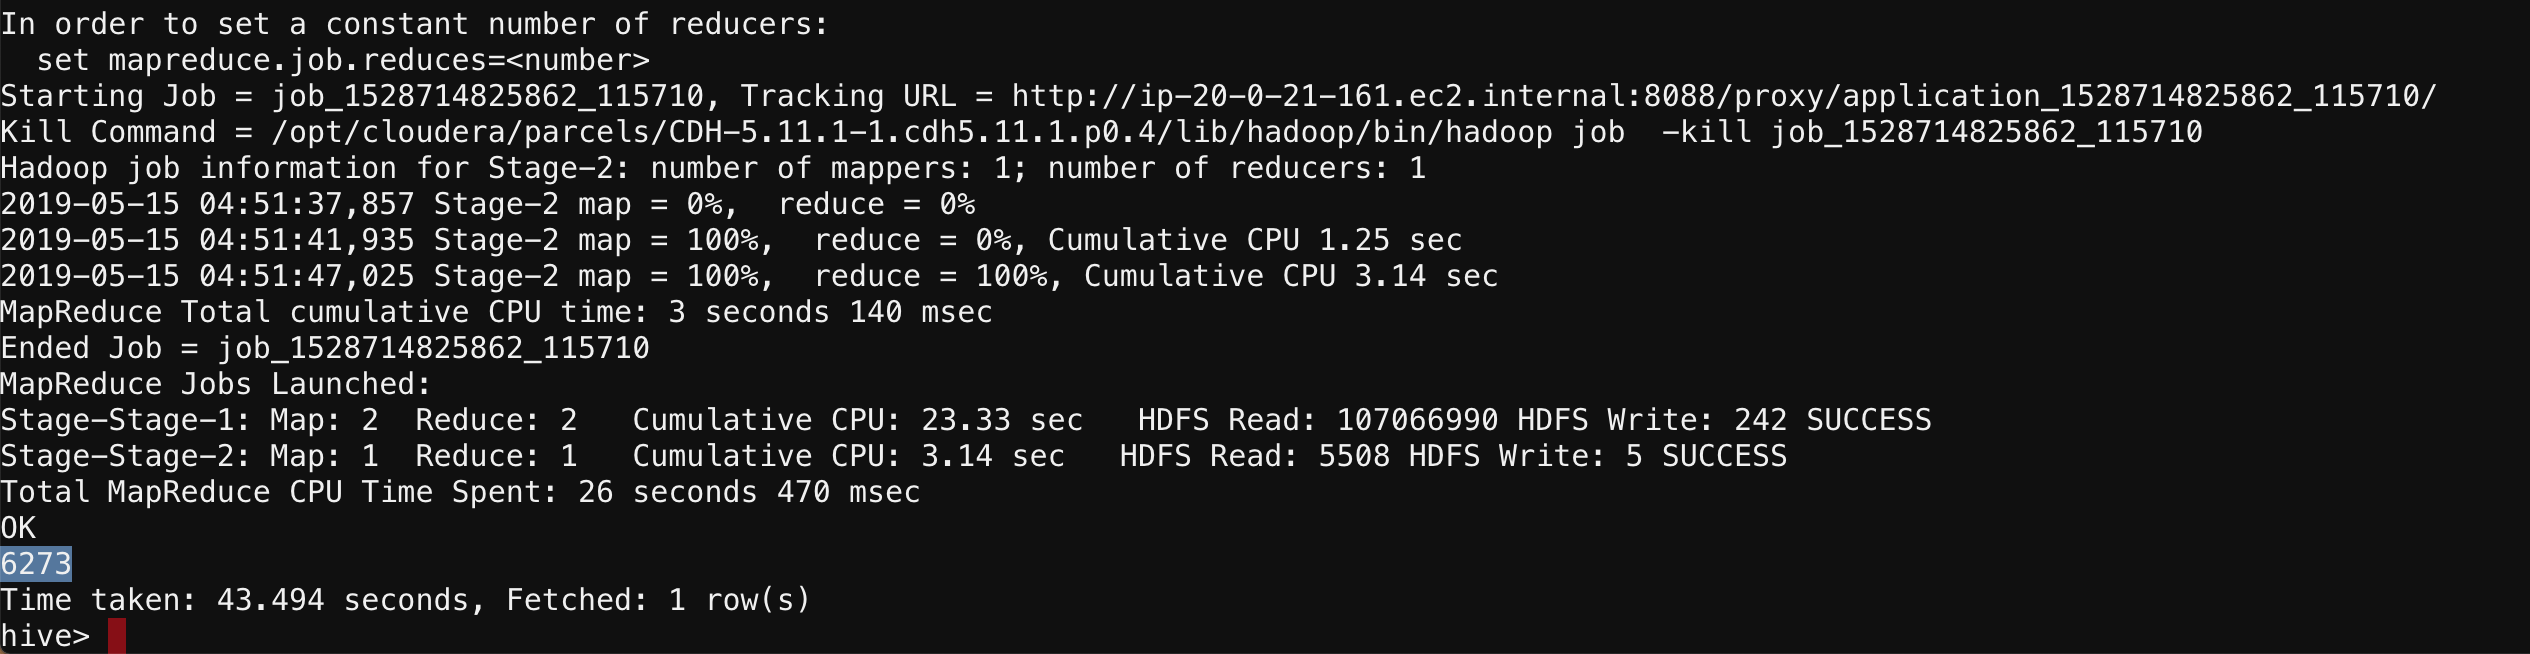 In order to set a constant number of reducers:
  set mapreduce.job.reduces=<number>
Starting Job = job_1528714825862_115710, Tracking URL = http://ip-20-0-21-161.ec2.internal:8088/proxy/application_1528714825862_115710/
Kill Command = /opt/cloudera/parcels/CDH-5.11.1-1.cdh5.11.1.p0.4/lib/hadoop/bin/hadoop job  -kill job_1528714825862_115710
Hadoop job information for Stage-2: number of mappers: 1; number of reducers: 1
2019-05-15 04:51:37,857 Stage-2 map = 0%,  reduce = 0%
2019-05-15 04:51:41,935 Stage-2 map = 100%,  reduce = 0%, Cumulative CPU 1.25 sec
2019-05-15 04:51:47,025 Stage-2 map = 100%,  reduce = 100%, Cumulative CPU 3.14 sec
MapReduce Total cumulative CPU time: 3 seconds 140 msec
Ended Job = job_1528714825862_115710
MapReduce Jobs Launched:
Stage-Stage-1: Map: 2  Reduce: 2   Cumulative CPU: 23.33 sec   HDFS Read: 107066990 HDFS Write: 242 SUCCESS
Stage-Stage-2: Map: 1  Reduce: 1   Cumulative CPU: 3.14 sec   HDFS Read: 5508 HDFS Write: 5 SUCCESS
Total MapReduce CPU Time Spent: 26 seconds 470 msec
OK
6273
Time taken: 43.494 seconds, Fetched: 1 row(s)
hive>